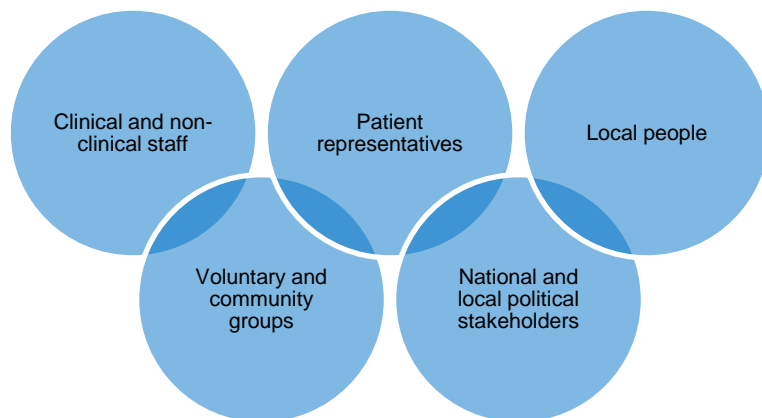 Clinical and non-
clinical staff
Patient
representatives
Local people
Voluntary and
community
groups
National and
local political
stakeholders